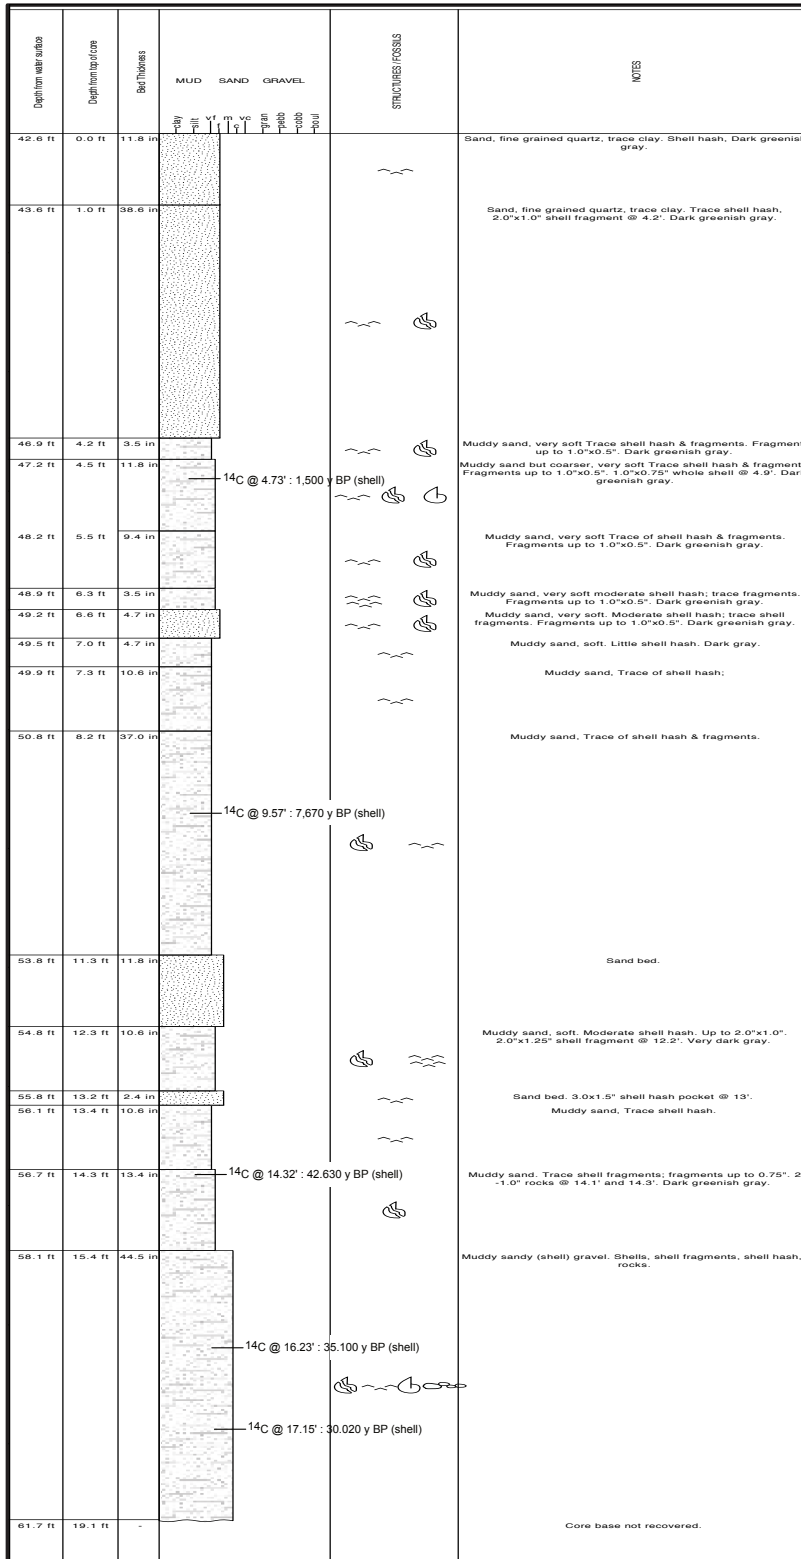 Depth from water surface
Depth from top of core
Bed Thickness
MUD SAND GRAVEL
clay
silt
vf
f
m
c
vc
gran
pebb
cobb
boul
STRUCTURES / FOSSILS
NOTES
42.6 ft 0.0 ft 11.8 in
Sand, fine grained quartz, trace clay. Shell hash, Dark greenish
gray.
43.6 ft 1.0 ft 38.6 in
Sand, fine grained quartz, trace clay. Trace shell hash,
2.0"x1.0" shell fragment @ 4.2'. Dark greenish gray.
46.9 ft 4.2 ft 3.5 in
Muddy sand, very soft Trace shell hash & fragments. Fragment
up to 1.0"x0.5". Dark greenish gray.
47.2 ft 4.5 ft 11.8 in
14C @ 4.73' : 1,500 y BP (shell)
Muddy sand but coarser, very soft Trace shell hash & fragment
Fragments up to 1.0"x0.5". 1.0"x0.75" whole shell @ 4.9'. Dar
greenish gray.
48.2 ft 5.5 ft 9.4 in
Muddy sand, very soft Trace of shell hash & fragments.
Fragments up to 1.0"x0.5". Dark greenish gray.
48.9 ft 6.3 ft 3.5 in
Muddy sand, very soft moderate shell hash; trace fragments.
Fragments up to 1.0"x0.5". Dark greenish gray.
49.2 ft 6.6 ft 4.7 in
Muddy sand, very soft. Moderate shell hash; trace shell
fragments. Fragments up to 1.0"x0.5". Dark greenish gray.
49.5 ft 7.0 ft 4.7 in
Muddy sand, soft. Little shell hash. Dark gray.
49.9 ft 7.3 ft 10.6 in
Muddy sand, Trace of shell hash;
50.8 ft 8.2 ft 37.0 in
Muddy sand, Trace of shell hash & fragments.
14C @ 9.57' : 7,670 y BP (shell)
53.8 ft 11.3 ft 11.8 in
Sand bed.
54.8 ft 12.3 ft 10.6 in
Muddy sand, soft. Moderate shell hash. Up to 2.0"x1.0".
2.0"x1.25" shell fragment @ 12.2'. Very dark gray.
55.8 ft 13.2 ft 2.4 in
Sand bed. 3.0x1.5" shell hash pocket @ 13'.
56.1 ft 13.4 ft 10.6 in
Muddy sand, Trace shell hash.
56.7 ft 14.3 ft 13.4 in
14C @ 14.32' : 42.630 y BP (shell)
Muddy sand. Trace shell fragments; fragments up to 0.75". 2
-1.0" rocks @ 14.1' and 14.3'. Dark greenish gray.
58.1 ft 15.4 ft 44.5 in
Muddy sandy (shell) gravel. Shells, shell fragments, shell hash,
rocks.
14C @ 16.23' : 35.100 y BP (shell)
14C @ 17.15' : 30.020 y BP (shell)
61.7 ft 19.1 ft -
Core base not recovered.